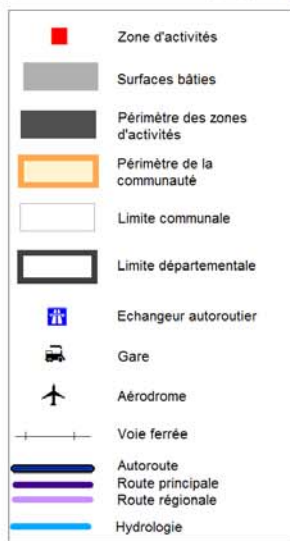 Zone d'activités
Surfaces bâties
Périmètre des zones
d'activités
Périmètre de la
communauté
Limite communale
Limite départementale
Echangeur autoroutier
Gare
Aérodrome
Voie ferrée
Autoroute
Route principale
Route régionale
Hydrologie